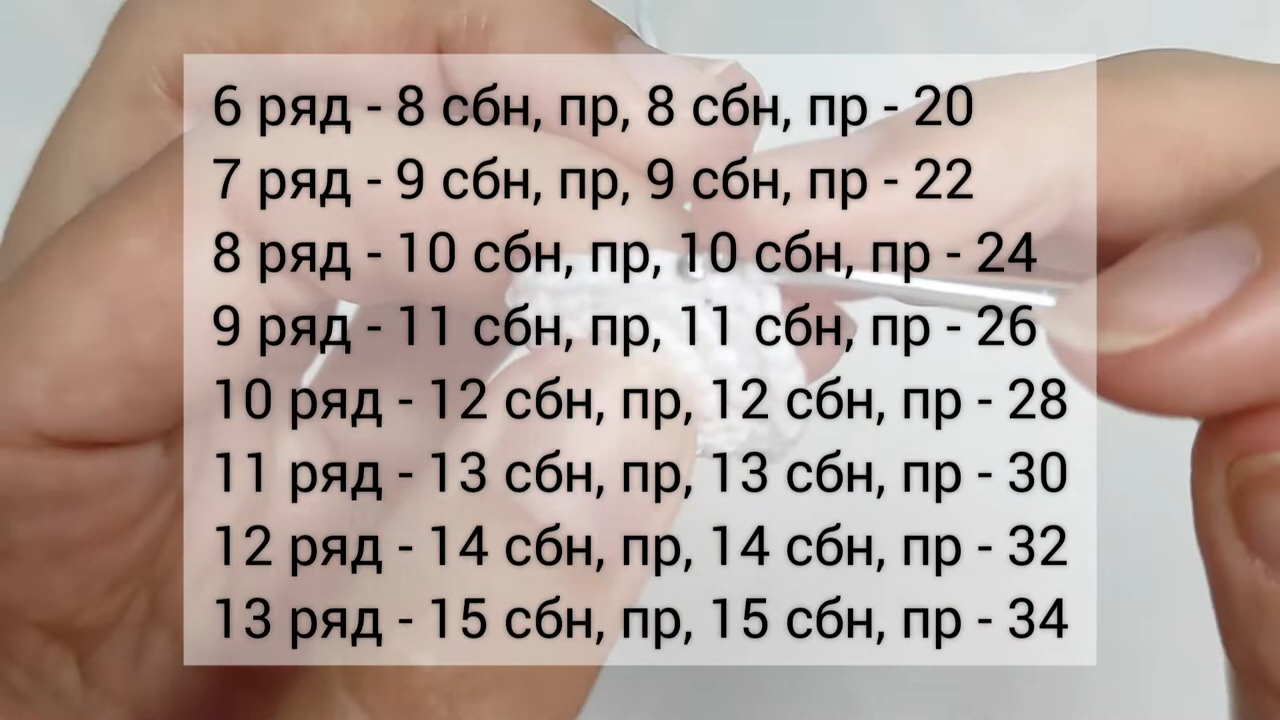 6 ряд - 8 сбн, пр, 8 сбн, пр - 20
7 ряд - 9 сбн, пр, 9 сбн, пр - 22
8 ряд - 10 сбн, пр, 10 сбн, пр - 24
9 ряд - 11 сбн, пр, 11 сбн, пр - 26
10 ряд - 12 сбн, пр, 12 сбн, пр - 28
11 ряд - 13 сбн, пр, 13 сбн, пр - 30
12 ряд - 14 сбн, пр, 14 сбн, пр - 32
13 ряд - 15 сбн, пр, 15 сбн, пр - 34